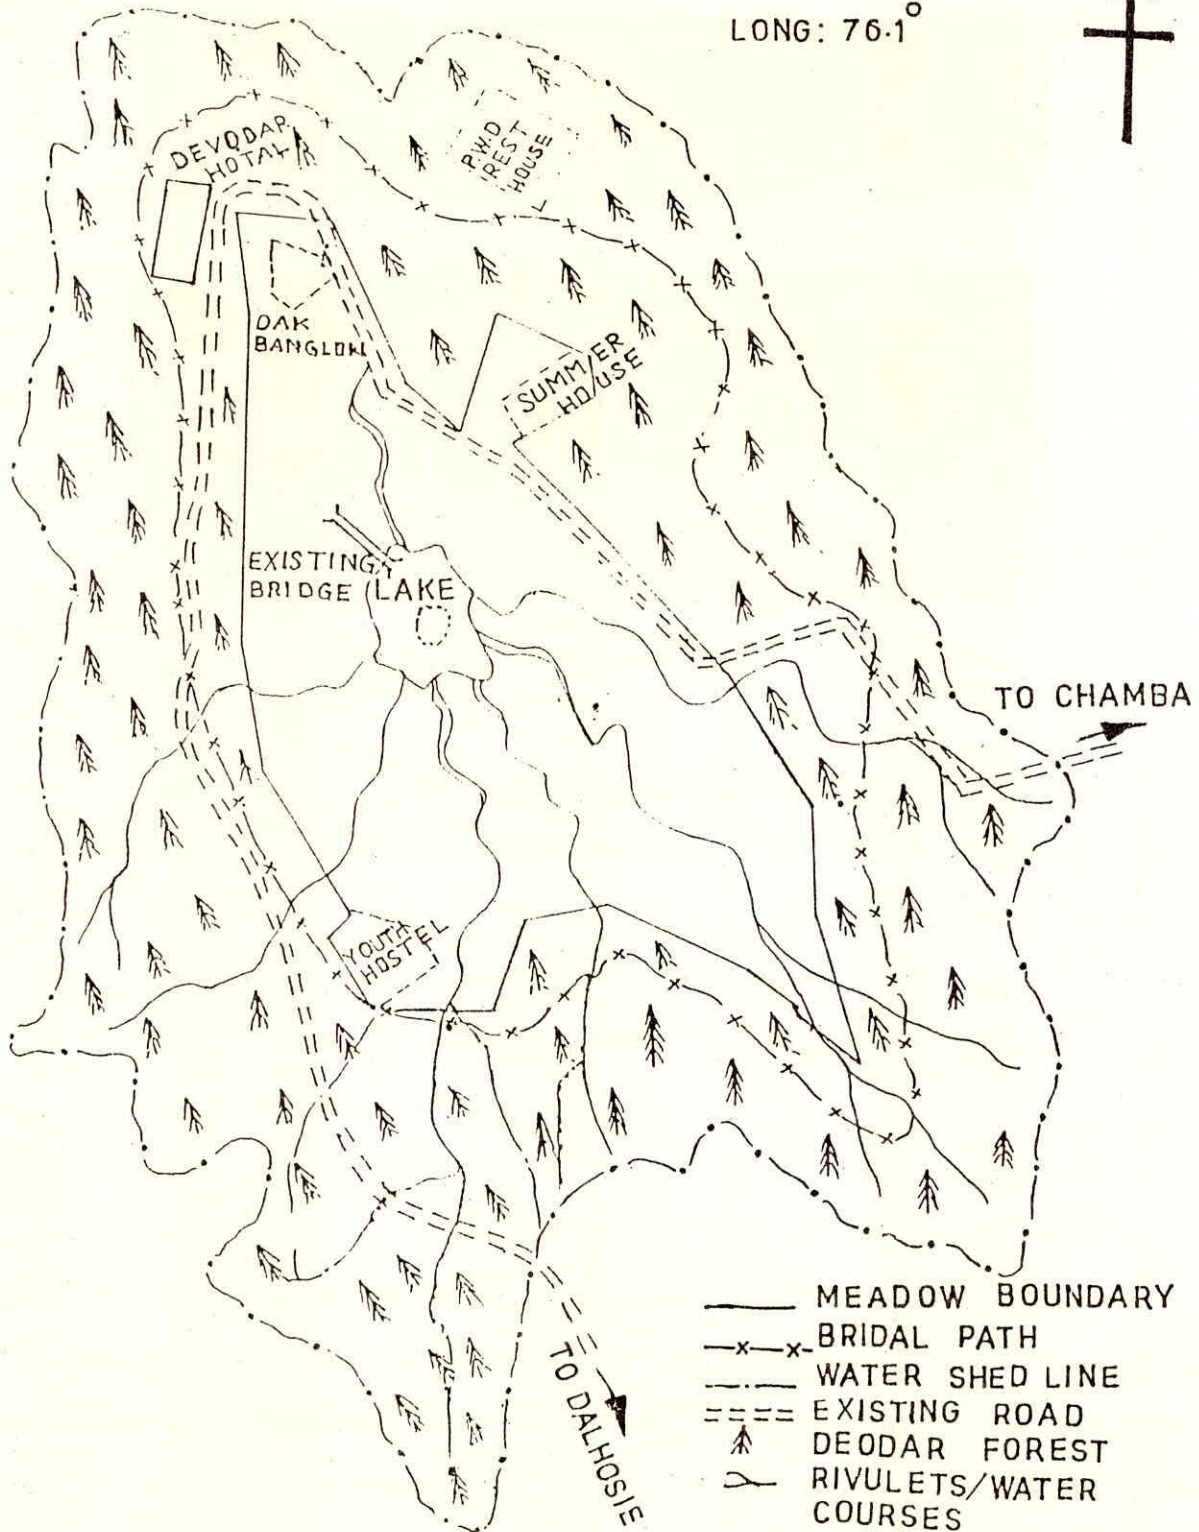 LONG: 76.1°
DEVODAR
HOTAL
P.W.D
REST
HOUSE
DAK
BANGLOW
SUMMER
HOUSE
EXISTING
BRIDGE
LAKE
TO CHAMBA
YOUTH
HOSTEL
TO DALHOSIE
MEADOW BOUNDARY
BRIDAL PATH
WATER SHED LINE
EXISTING ROAD
DEODAR FOREST
RIVULETS/WATER
COURSES